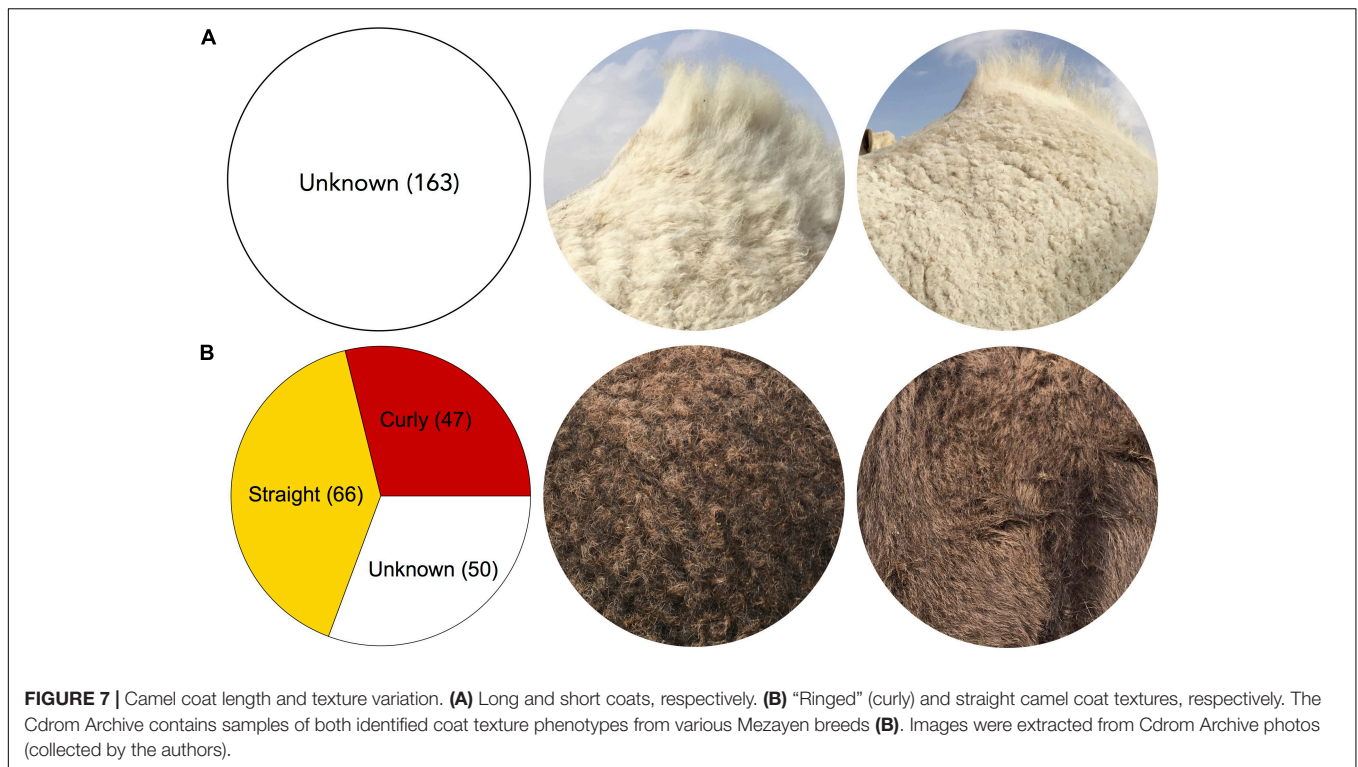 A
Unknown (163)
B
Curly (47)
Straight (66)
Unknown (50)
FIGURE 7 | Camel coat length and texture variation. (A) Long and short coats, respectively. (B) “Ringed” (curly) and straight camel coat textures, respectively. The
Cdrom Archive contains samples of both identified coat texture phenotypes from various Mezayen breeds (B). Images were extracted from Cdrom Archive photos
(collected by the authors).